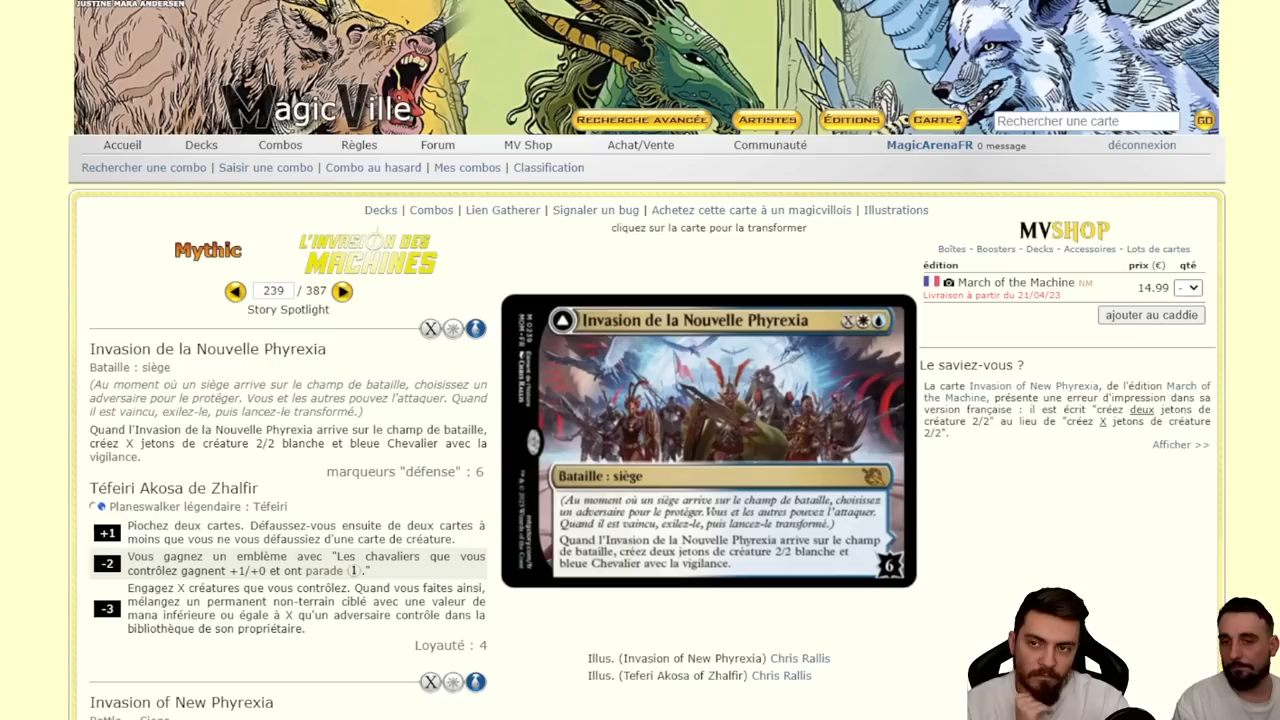 JUSTINE MARA ANDERSEN
MagicVille
RECHERCHE AVANCÉE
ARTISTES
ÉDITIONS
CARTE?
Rechercher une carte
GO
Accueil Decks Combos Règles Forum MV Shop Achat/Vente Communauté MagicArenaFR 0 message déconnexion
Rechercher une combo | Saisir une combo | Combo au hasard | Mes combos | Classification
Decks | Combos | Lien Gatherer | Signaler un bug | Achetez cette carte à un magicvillois | Illustrations
cliquez sur la carte pour la transformer
Mythic
L'INVASION DES
MACHINES
239 / 387
Story Spotlight
X
Invasion de la Nouvelle Phyrexia
Bataille : siège
(Au moment où un siège arrive sur le champ de bataille, choisissez un
adversaire pour le protéger. Vous et les autres pouvez l'attaquer. Quand
il est vaincu, exilez-le, puis lancez-le transformé.)
Quand l'Invasion de la Nouvelle Phyrexia arrive sur le champ de bataille,
créez X jetons de créature 2/2 blanche et bleue Chevalier avec la
vigilance.
marqueurs "défense" : 6
Téfeiri Akosa de Zhalfir
Planeswalker légendaire : Téfeiri
+1
Piochez deux cartes. Défaussez-vous ensuite de deux cartes à
moins que vous ne vous défaussiez d'une carte de créature.
-2
Vous gagnez un emblème avec "Les chavaliers que vous
contrôlez gagnent +1/+0 et ont parade 1."
-3
Engagez X créatures que vous contrôlez. Quand vous faites ainsi,
mélangez un permanent non-terrain ciblé avec une valeur de
mana inférieure ou égale à X qu'un adversaire contrôle dans la
bibliothèque de son propriétaire.
Loyauté : 4
X
Invasion of New Phyrexia
Battle - Siege
Invasion de la Nouvelle Phyrexia
X
M 0239
MOM • FR CHRIS RALLIS
Bataille : siège
(Au moment où un siège arrive sur le champ de bataille, choisissez
un adversaire pour le protéger. Vous et les autres pouvez l'attaquer.
Quand il est vaincu, exilez-le, puis lancez-le transformé.)
Quand l'Invasion de la Nouvelle Phyrexia arrive sur le champ
de bataille, créez deux jetons de créature 2/2 blanche et
bleue Chevalier avec la vigilance.
6
Illus. (Invasion of New Phyrexia) Chris Rallis
Illus. (Teferi Akosa of Zhalfir) Chris Rallis
MVSHOP
Boîtes - Boosters - Decks - Accessoires - Lots de cartes
édition prix (€) qté
March of the Machine NM 14.99 -
Livraison à partir du 21/04/23
ajouter au caddie
Le saviez-vous ?
La carte Invasion of New Phyrexia, de l'édition March of
the Machine, présente une erreur d'impression dans sa
version française : il est écrit "créez deux jetons de
créature 2/2" au lieu de "créez X jetons de créature
2/2".
Afficher >>